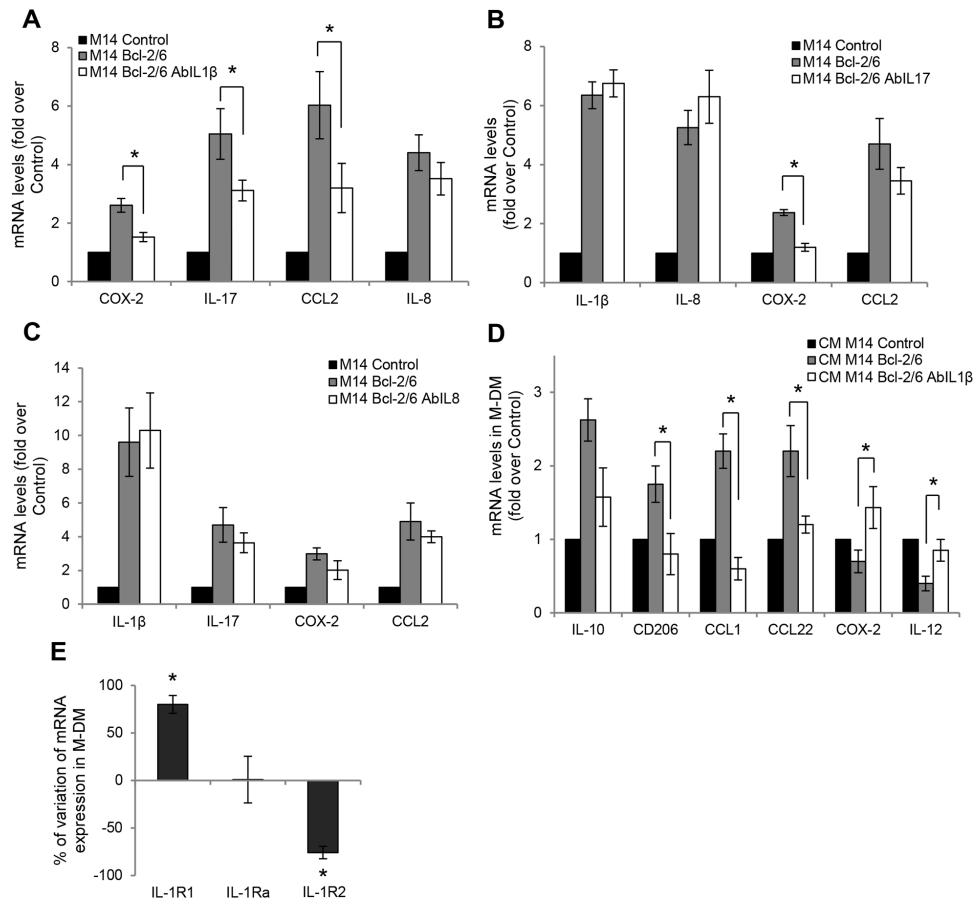 A
M14 Control
M14 Bcl-2/6
M14 Bcl-2/6 AbIL1β
mRNA levels (fold over
Control)
8
6
4
2
0
*
*
*
COX-2 IL-17 CCL2 IL-8
B
M14 Control
M14 Bcl-2/6
M14 Bcl-2/6 AbIL17
mRNA levels
(fold over Control)
8
6
4
2
0
*
IL-1β IL-8 COX-2 CCL2
C
M14 Control
M14 Bcl-2/6
M14 Bcl-2/6 AbIL8
mRNA levels (fold over
Control)
14
12
10
8
6
4
2
0
IL-1β IL-17 COX-2 CCL2
D
CM M14 Control
CM M14 Bcl-2/6
CM M14 Bcl-2/6 AbIL1β
mRNA levels in M-DM
(fold over Control)
3
2
1
0
*
*
*
*
*
IL-10 CD206 CCL1 CCL22 COX-2 IL-12
E
% of variation of mRNA
expression in M-DM
100
50
0
-50
-100
*
*
IL-1R1 IL-1Ra IL-1R2